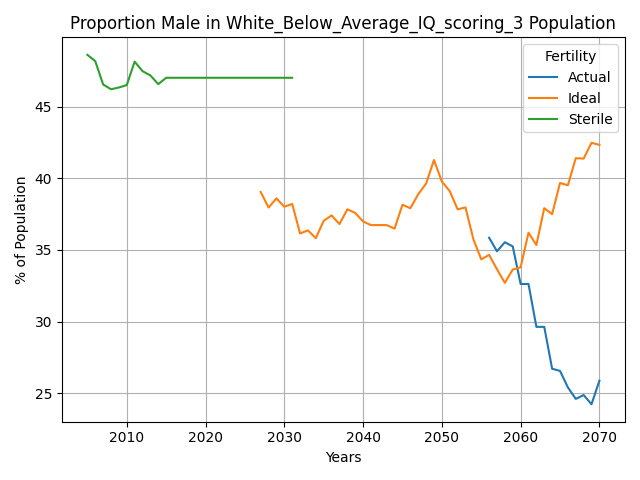 Proportion Male in White_Below_Average_IQ_scoring_3 Population
Fertility
Actual
Ideal
Sterile
% of Population
45
40
35
30
25
2010 2020 2030 2040 2050 2060 2070
Years